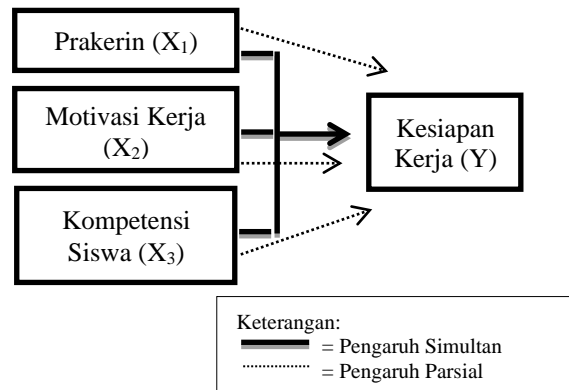 Prakerin (X₁)
Motivasi Kerja
(X₂)
Kompetensi
Siswa (X₃)
Kesiapan
Kerja (Y)
Keterangan:
= Pengaruh Simultan
= Pengaruh Parsial